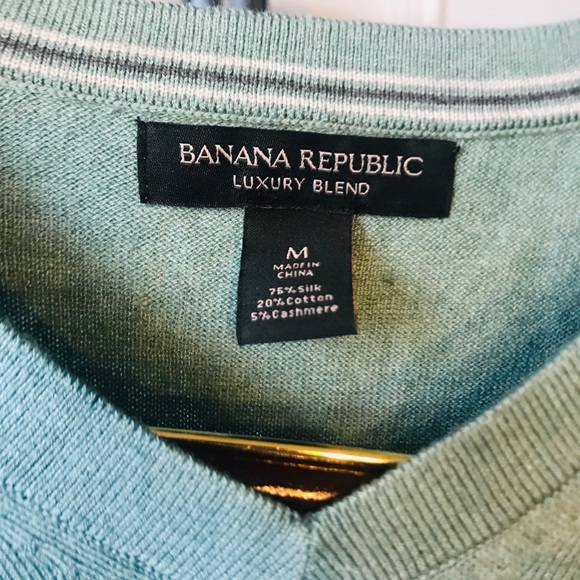 BANANA REPUBLIC
LUXURY BLEND
M
MADE IN
CHINA
75% Silk
20% Cotton
5% Cashmere